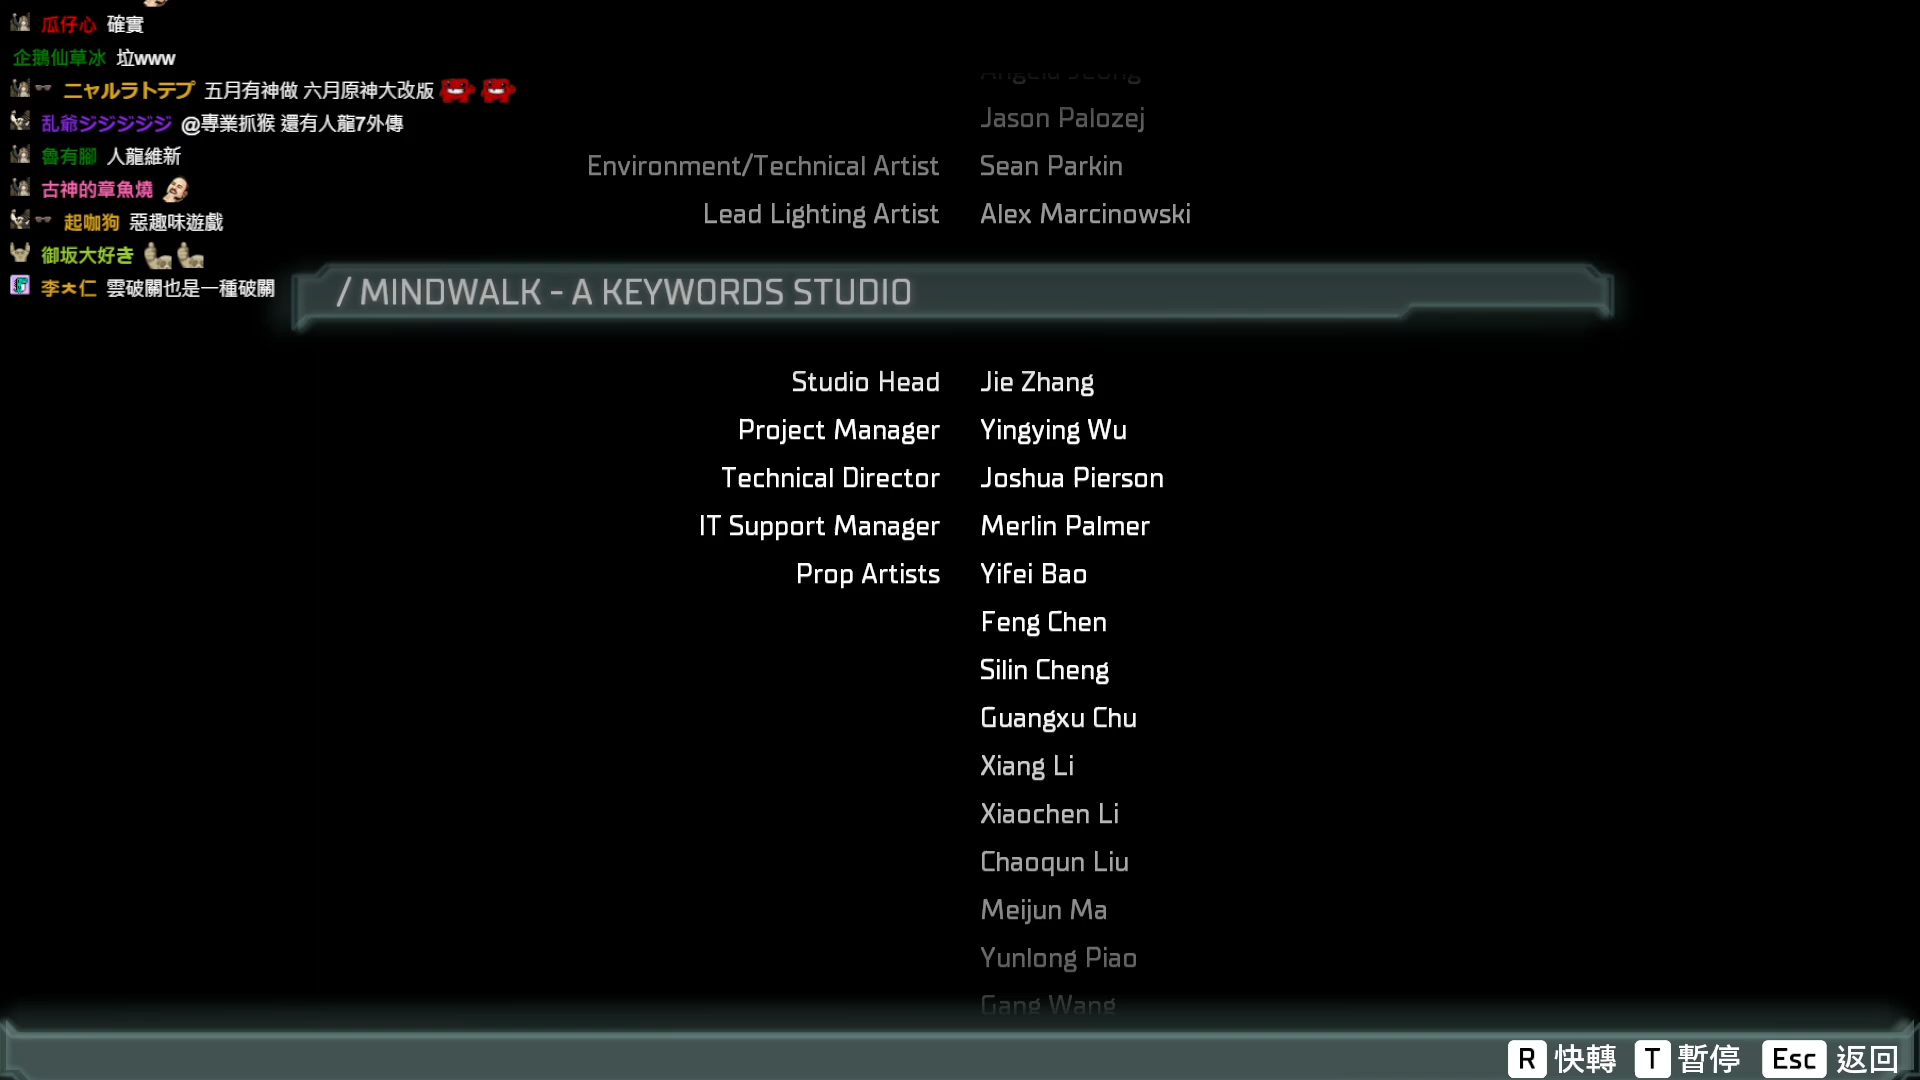 瓜仔心 確實
企鵝仙草冰 垃www
ニャルラトテプ 五月有神做 六月原神大改版
乱爺ジジジジジ @專業抓猴 還有人龍7外傳
魯有腳 人龍維新
古神的章魚燒
起咖狗 惡趣味遊戲
御坂大好き
李大仁 雲破關也是一種破關
Angela Jeong
Jason Palozej
Environment/Technical Artist Sean Parkin
Lead Lighting Artist Alex Marcinowski
/ MINDWALK - A KEYWORDS STUDIO
Studio Head Jie Zhang
Project Manager Yingying Wu
Technical Director Joshua Pierson
IT Support Manager Merlin Palmer
Prop Artists Yifei Bao
Feng Chen
Silin Cheng
Guangxu Chu
Xiang Li
Xiaochen Li
Chaoqun Liu
Meijun Ma
Yunlong Piao
Gang Wang
R 快轉 T 暫停 Esc 返回